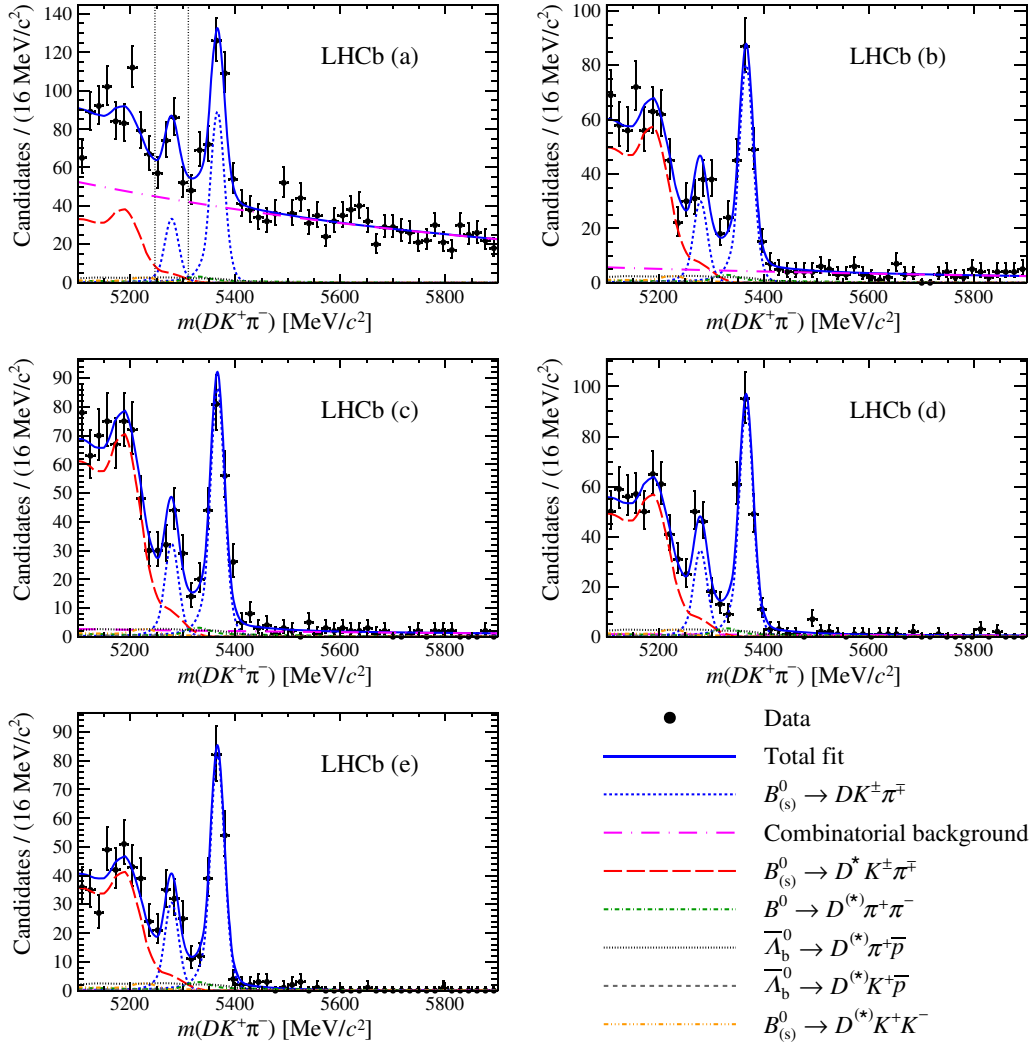 LHCb (a)
Candidates / (16 MeV/c²)
0 20 40 60 80 100 120 140
5200 5400 5600 5800
m(DK⁺π⁻) [MeV/c²]
LHCb (b)
Candidates / (16 MeV/c²)
0 20 40 60 80 100
5200 5400 5600 5800
m(DK⁺π⁻) [MeV/c²]
LHCb (c)
Candidates / (16 MeV/c²)
0 10 20 30 40 50 60 70 80 90
5200 5400 5600 5800
m(DK⁺π⁻) [MeV/c²]
LHCb (d)
Candidates / (16 MeV/c²)
0 20 40 60 80 100
5200 5400 5600 5800
m(DK⁺π⁻) [MeV/c²]
LHCb (e)
Candidates / (16 MeV/c²)
0 10 20 30 40 50 60 70 80 90
5200 5400 5600 5800
m(DK⁺π⁻) [MeV/c²]
Data
Total fit
B⁰₍ₛ₎ → DK^±π^∓
Combinatorial background
B⁰₍ₛ₎ → D^★ K^±π^∓
B⁰ → D^(★)π⁺π⁻
Λ̅_b⁰ → D^(★)π⁺p̅
Λ̅_b⁰ → D^(★)K⁺p̅
B⁰₍ₛ₎ → D^(★)K⁺K⁻